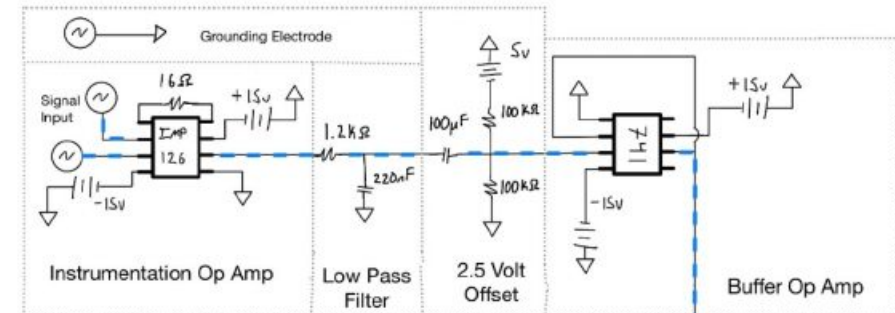 Grounding Electrode
5v
16Ω
+15v
Signal
Input
+15v
1.2kΩ
100µF
100kΩ
IMP
126
741
220nF
100kΩ
-15v
-15v
Instrumentation Op Amp
Low Pass
Filter
2.5 Volt
Offset
Buffer Op Amp